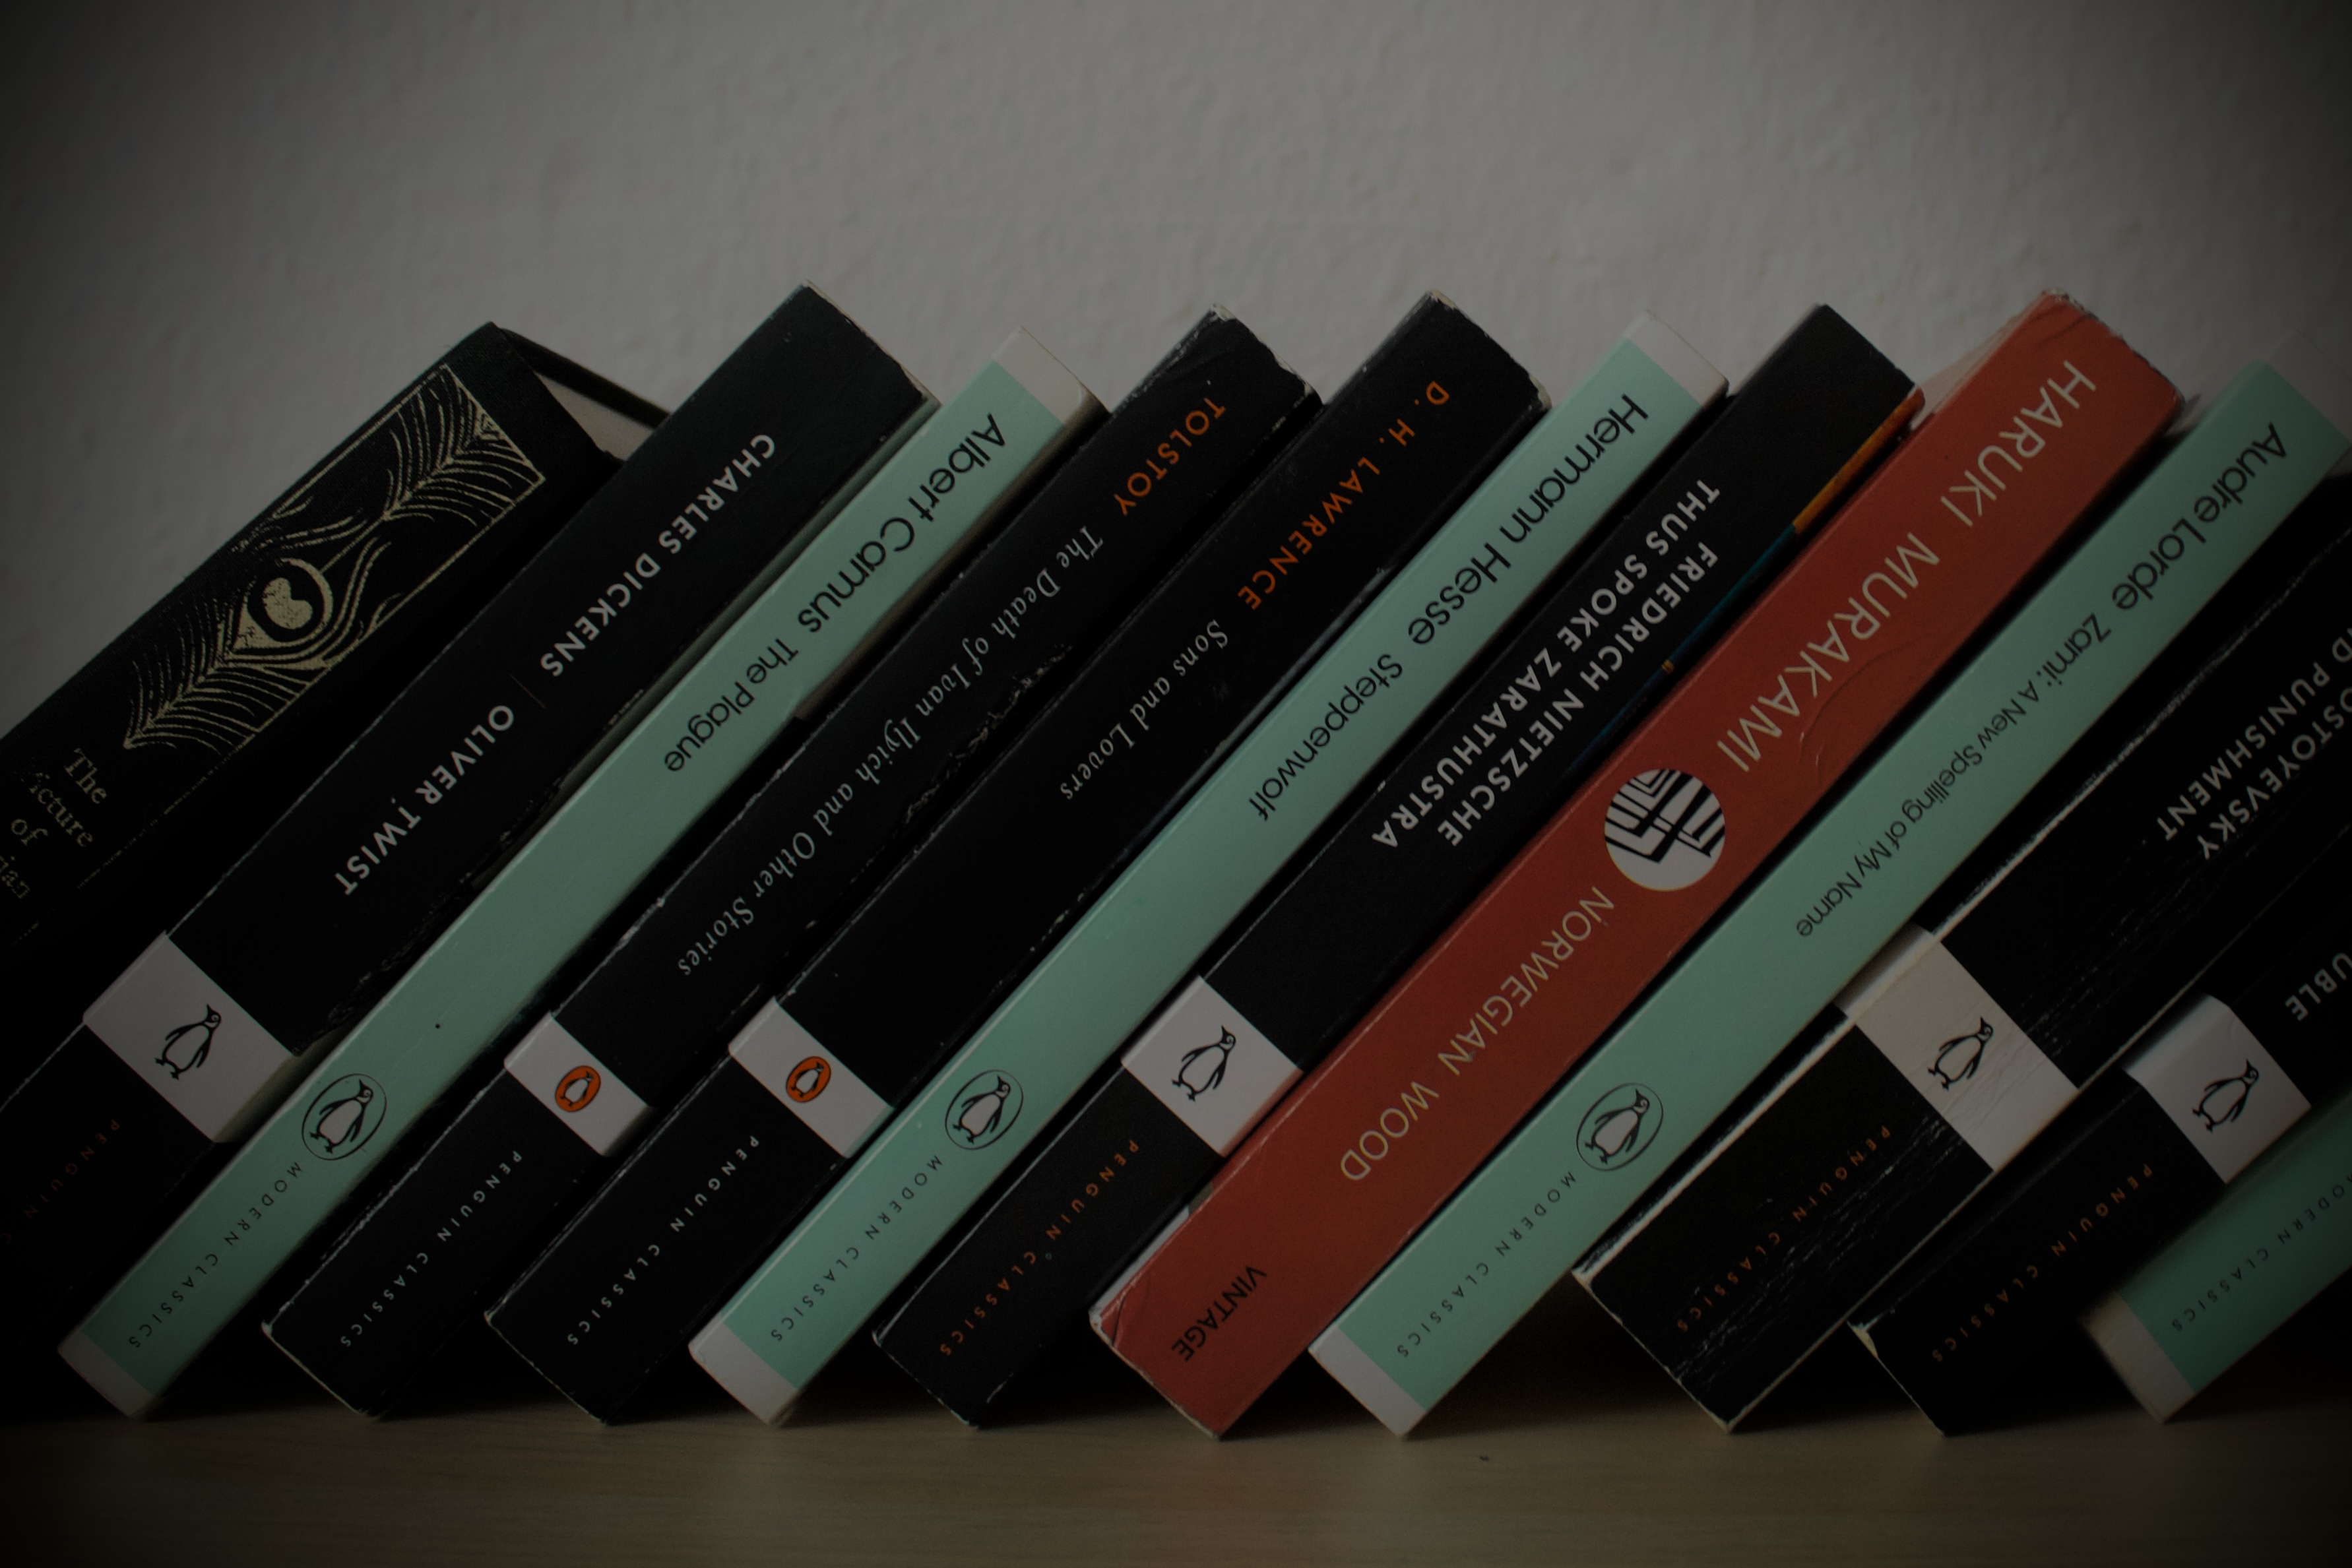 The
Picture
of
CHARLES DICKENS | OLIVER TWIST
PENGUIN
Albert Camus The Plague
MODERN CLASSICS
TOLSTOY The Death of Ivan Ilyich and Other Stories
PENGUIN CLASSICS
D. H. LAWRENCE Sons and Lovers
PENGUIN CLASSICS
Hermann Hesse Steppenwolf
MODERN CLASSICS
FRIEDRICH NIETZSCHE
THUS SPOKE ZARATHUSTRA
PENGUIN CLASSICS
HARUKI MURAKAMI NORWEGIAN WOOD
VINTAGE
Audre Lorde Zami: A New Spelling of My Name
MODERN CLASSICS
STOYEVSKY
D PUNISHMENT
PENGUIN CLASSICS
UBLE
PENGUIN CLASSICS
MODERN CLASSICS